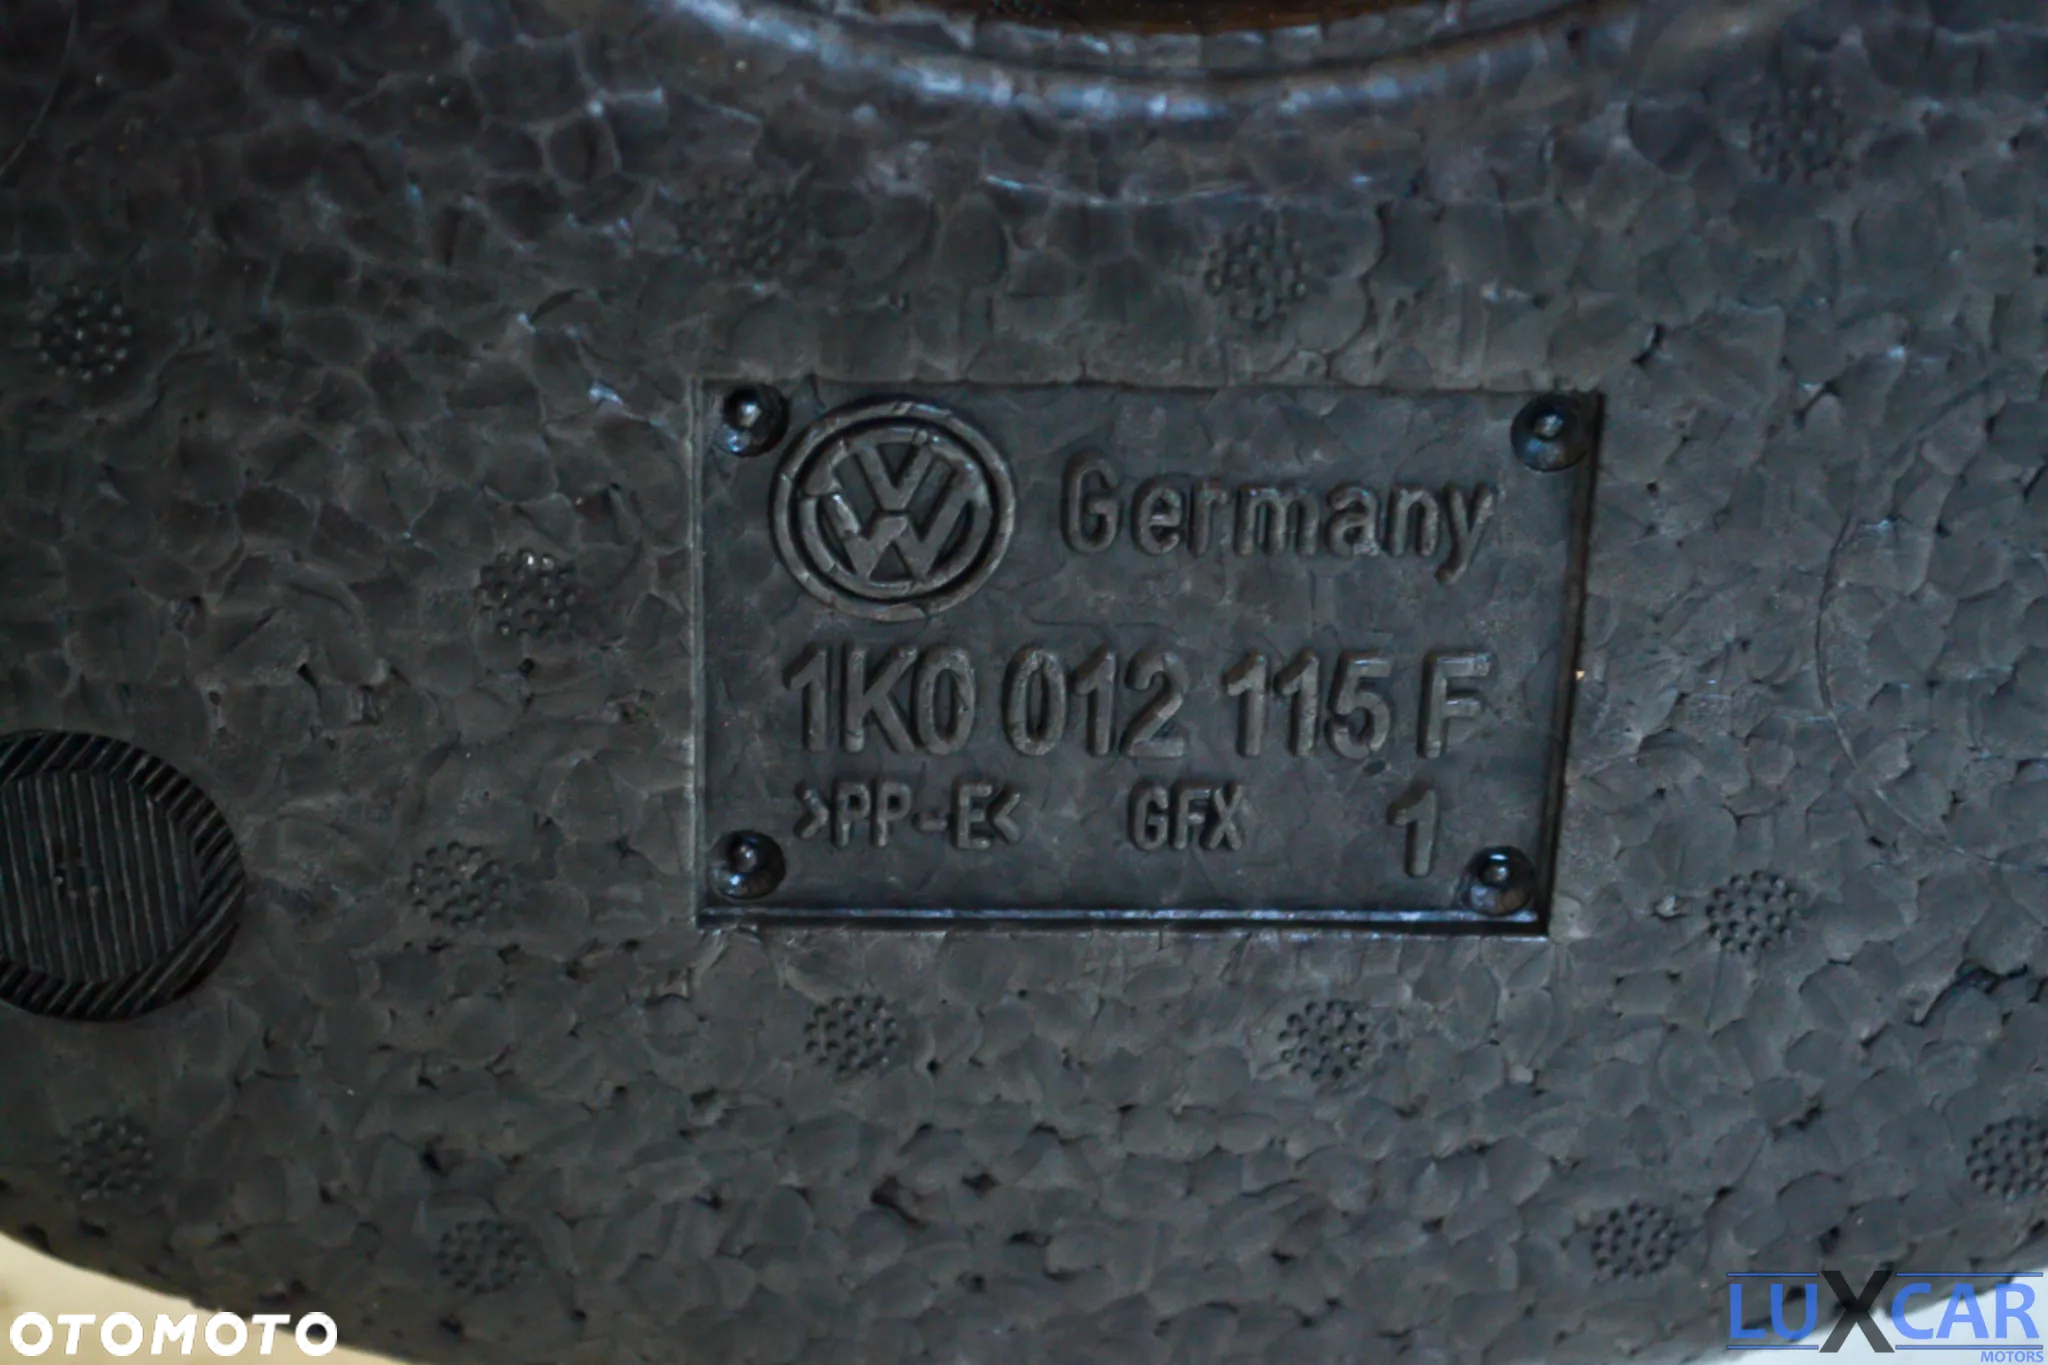 Germany
1K0 012 115 F
>PP-E< GFX 1
OTOMOTO
LUXCAR
MOTORS